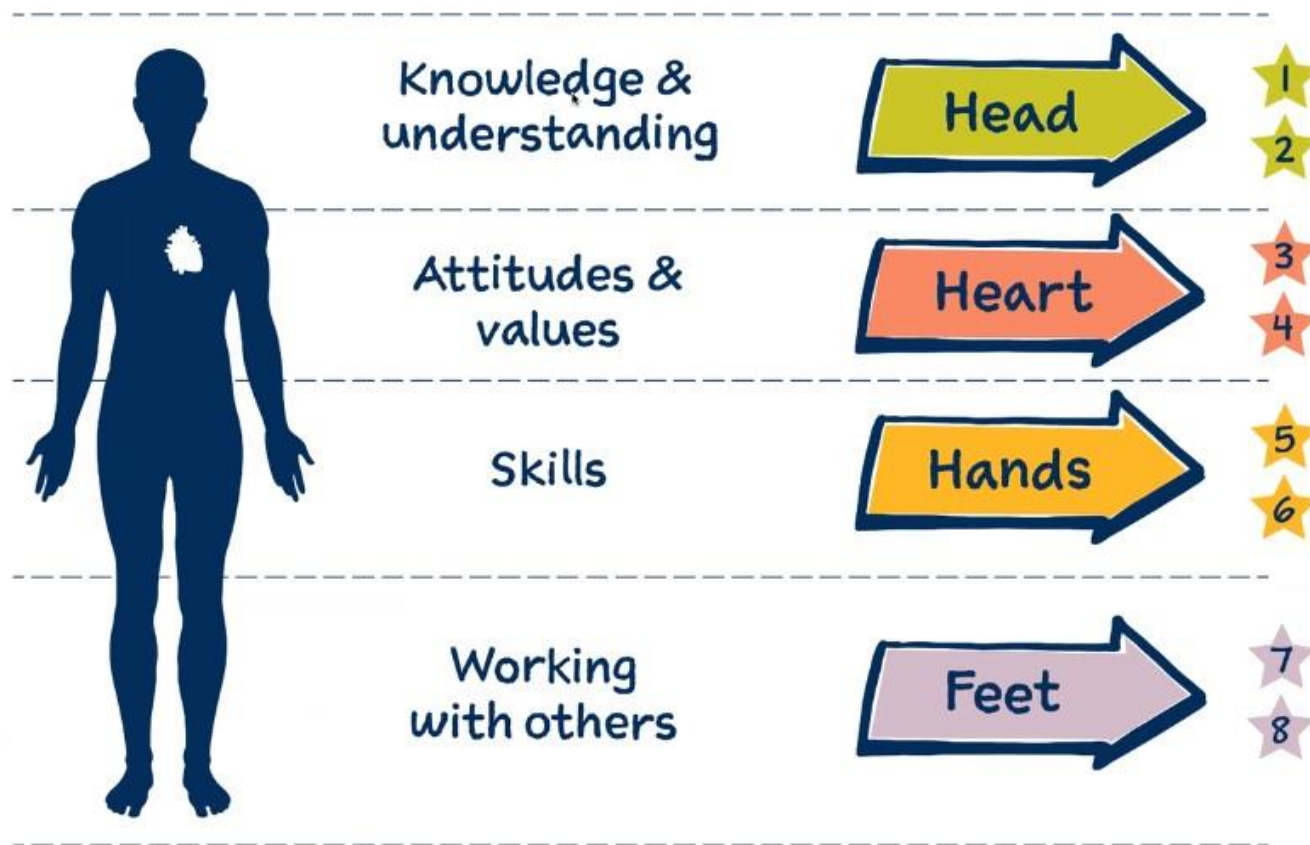 Knowledge &
understanding
Head
1
2
Attitudes &
values
Heart
3
4
Skills
Hands
5
6
Working
with others
Feet
7
8